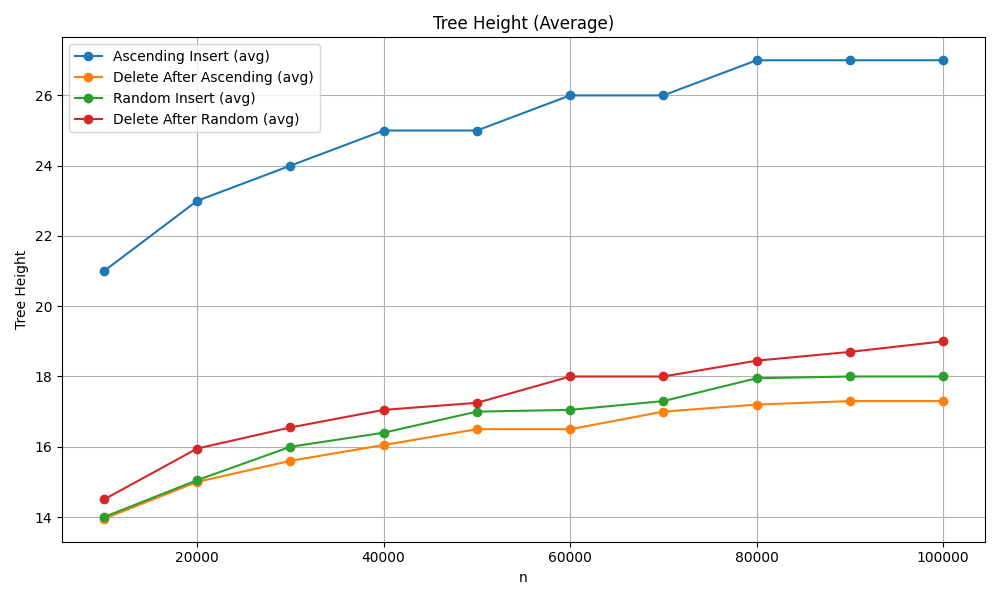 Tree Height (Average)
Ascending Insert (avg)
Delete After Ascending (avg)
Random Insert (avg)
Delete After Random (avg)
Tree Height
26
24
22
20
18
16
14
20000
40000
60000
80000
100000
n